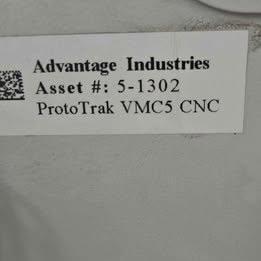 Advantage Industries
Asset #: 5-1302
ProtoTrak VMC5 CNC